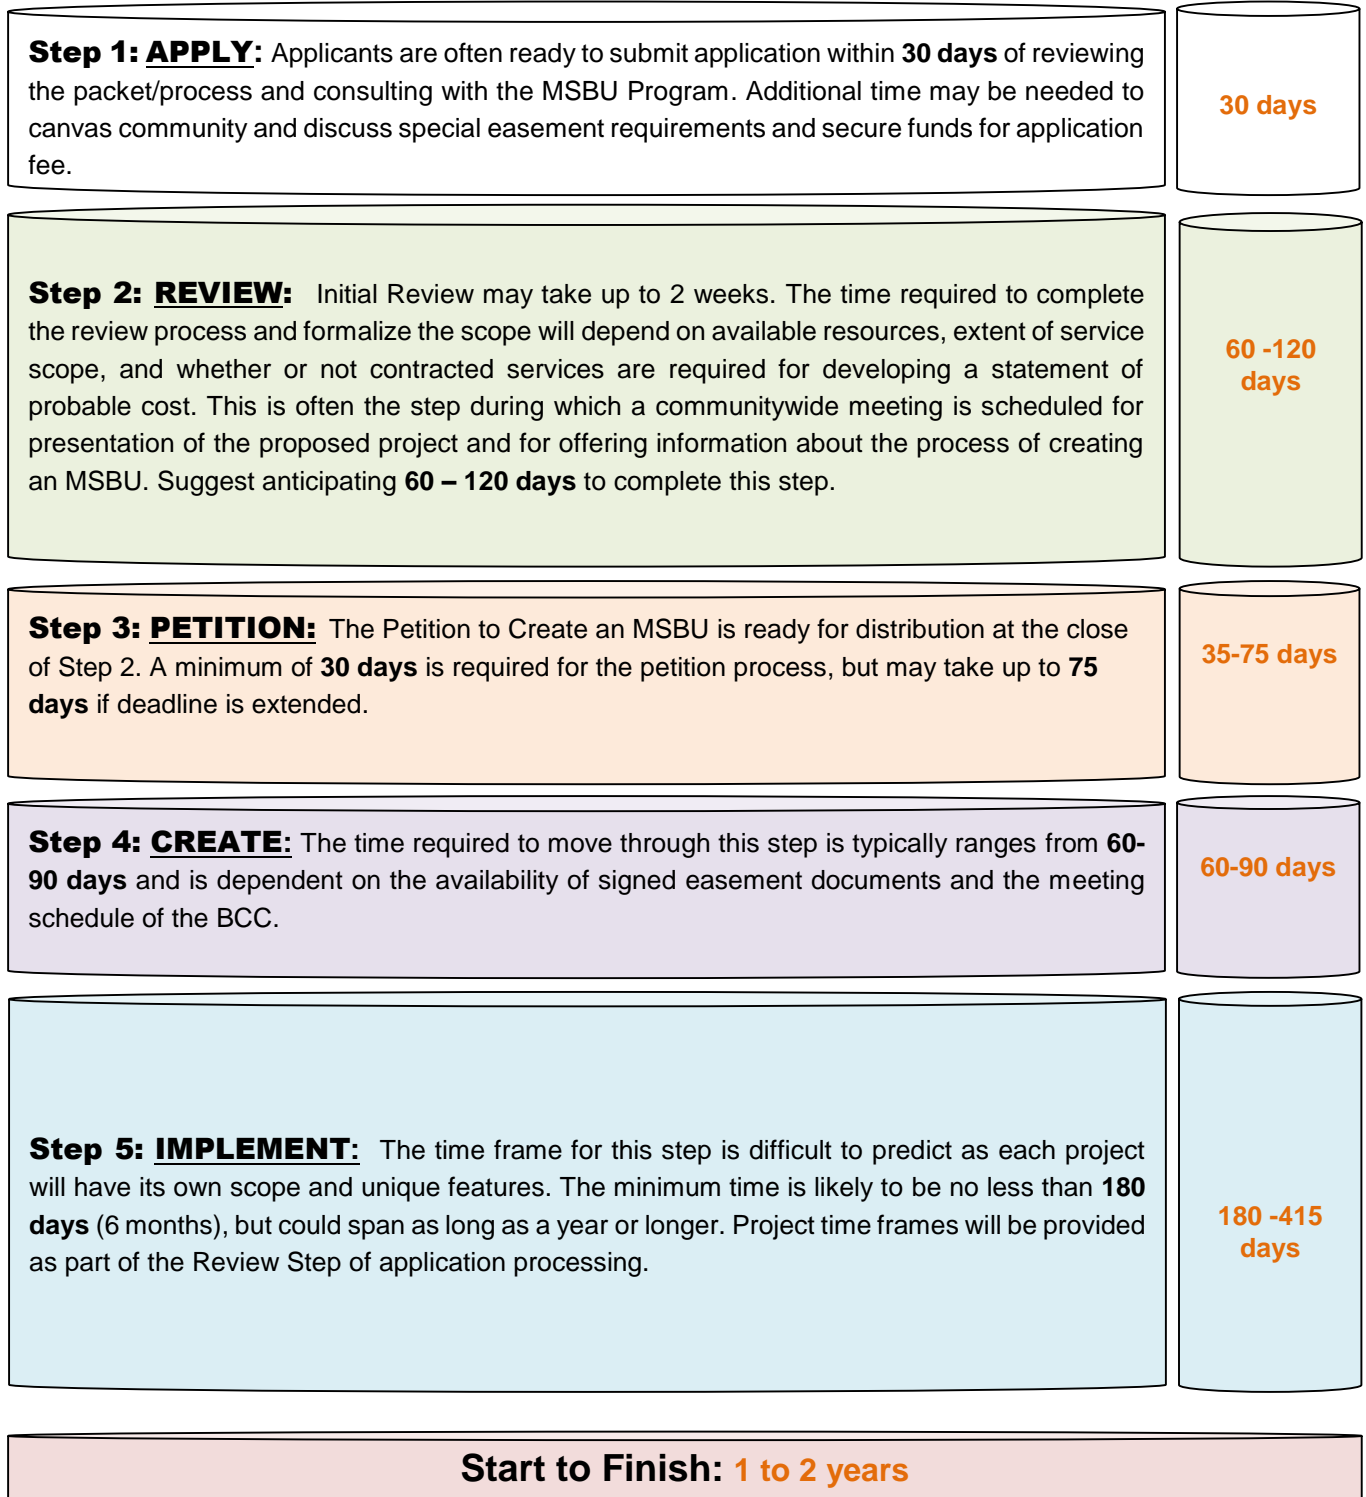 Step 1: APPLY: Applicants are often ready to submit application within 30 days of reviewing
the packet/process and consulting with the MSBU Program. Additional time may be needed to
canvas community and discuss special easement requirements and secure funds for application
fee.
30 days
Step 2: REVIEW: Initial Review may take up to 2 weeks. The time required to complete
the review process and formalize the scope will depend on available resources, extent of service
scope, and whether or not contracted services are required for developing a statement of
probable cost. This is often the step during which a communitywide meeting is scheduled for
presentation of the proposed project and for offering information about the process of creating
an MSBU. Suggest anticipating 60 – 120 days to complete this step.
60 -120
days
Step 3: PETITION: The Petition to Create an MSBU is ready for distribution at the close
of Step 2. A minimum of 30 days is required for the petition process, but may take up to 75
days if deadline is extended.
35-75 days
Step 4: CREATE: The time required to move through this step is typically ranges from 60-
90 days and is dependent on the availability of signed easement documents and the meeting
schedule of the BCC.
60-90 days
Step 5: IMPLEMENT: The time frame for this step is difficult to predict as each project
will have its own scope and unique features. The minimum time is likely to be no less than 180
days (6 months), but could span as long as a year or longer. Project time frames will be provided
as part of the Review Step of application processing.
180 -415
days
Start to Finish: 1 to 2 years